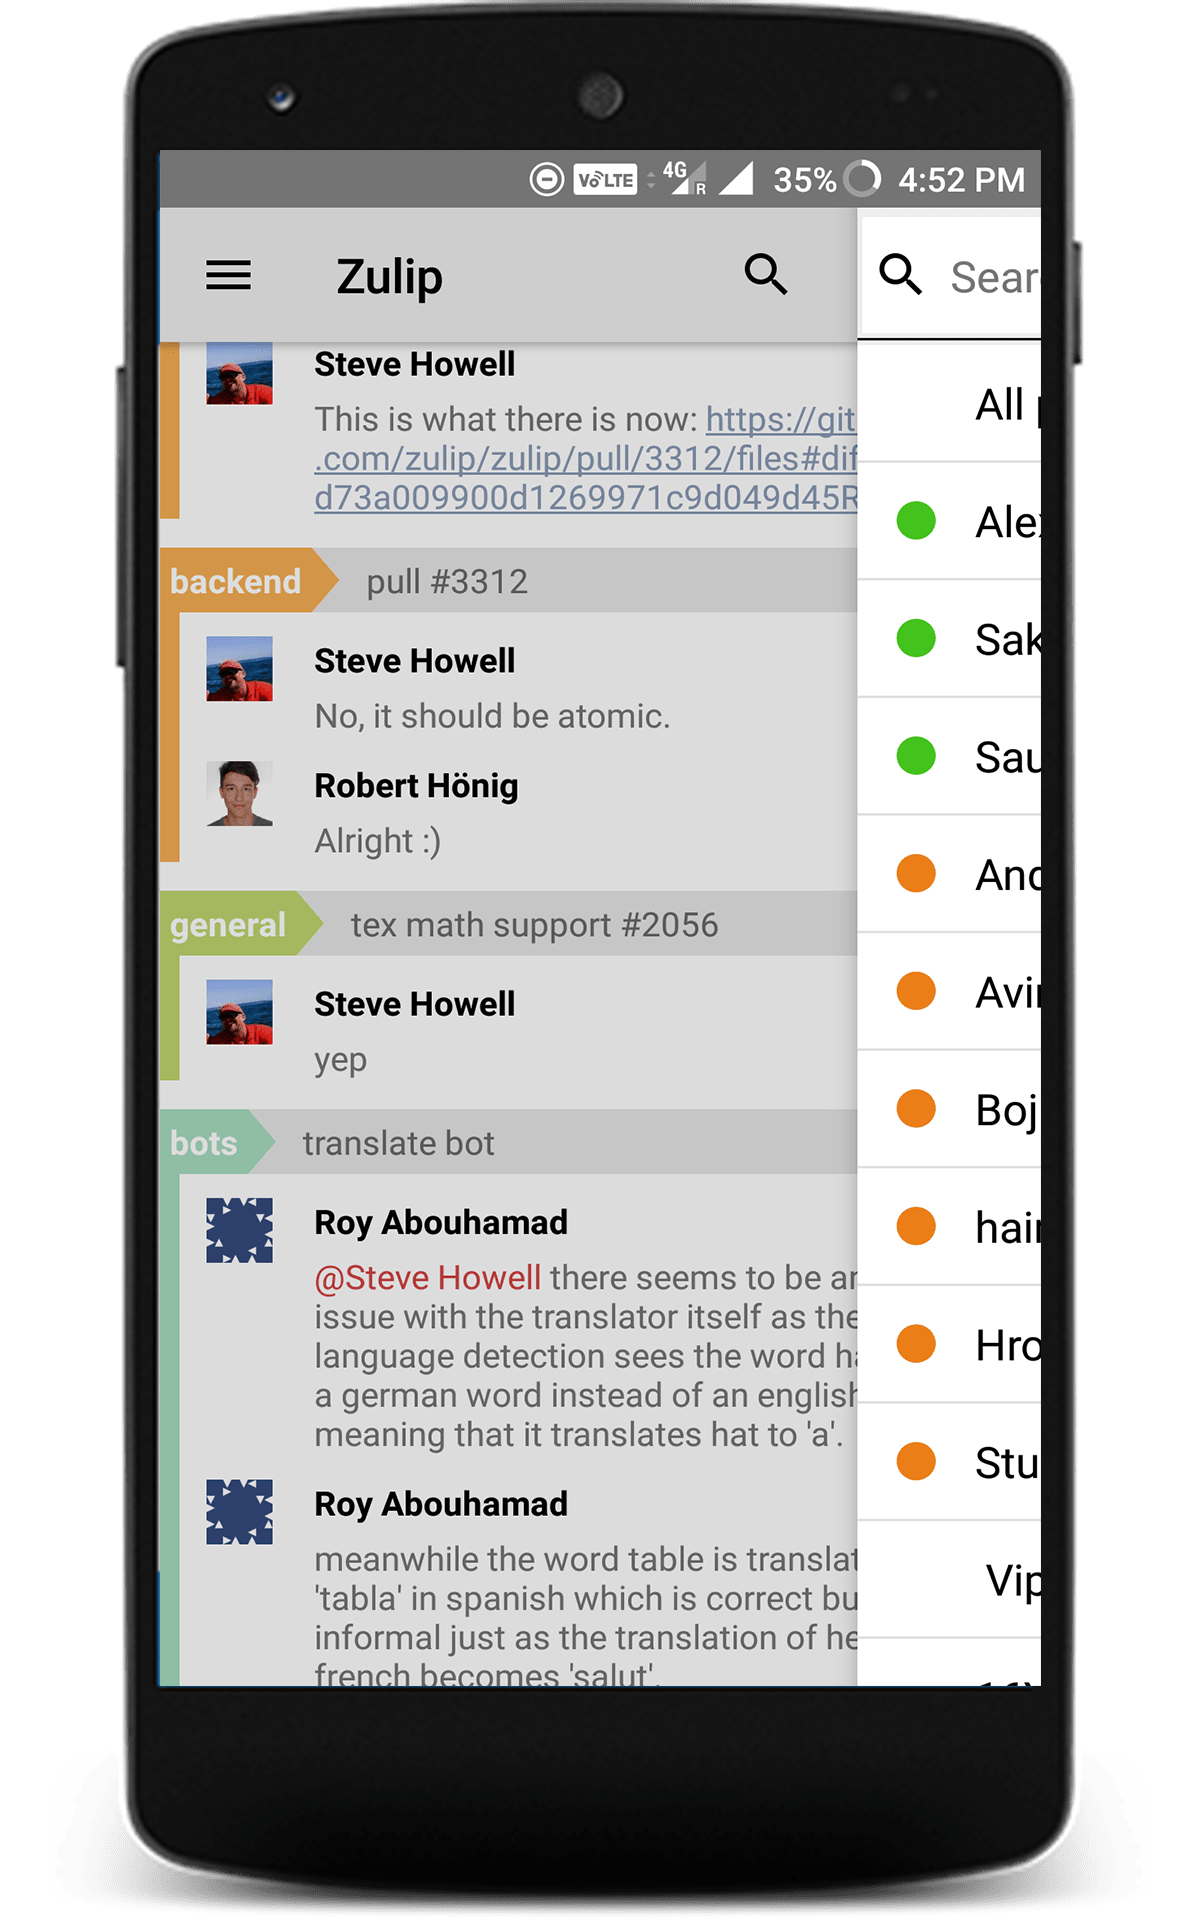 VoLTE 4G R 35% 4:52 PM
Zulip
Steve Howell
This is what there is now: https://git
.com/zulip/zulip/pull/3312/files#dif
d73a009900d1269971c9d049d45R
backend pull #3312
Steve Howell
No, it should be atomic.
Robert Hönig
Alright :)
general tex math support #2056
Steve Howell
yep
bots translate bot
Roy Abouhamad
@Steve Howell there seems to be an
issue with the translator itself as the
language detection sees the word ha
a german word instead of an english
meaning that it translates hat to 'a'.
Roy Abouhamad
meanwhile the word table is translat
'tabla' in spanish which is correct bu
informal just as the translation of he
french becomes 'salut'.
Sear
All
Alex
Sak
Sau
And
Avi
Boj
hai
Hro
Stu
Vip